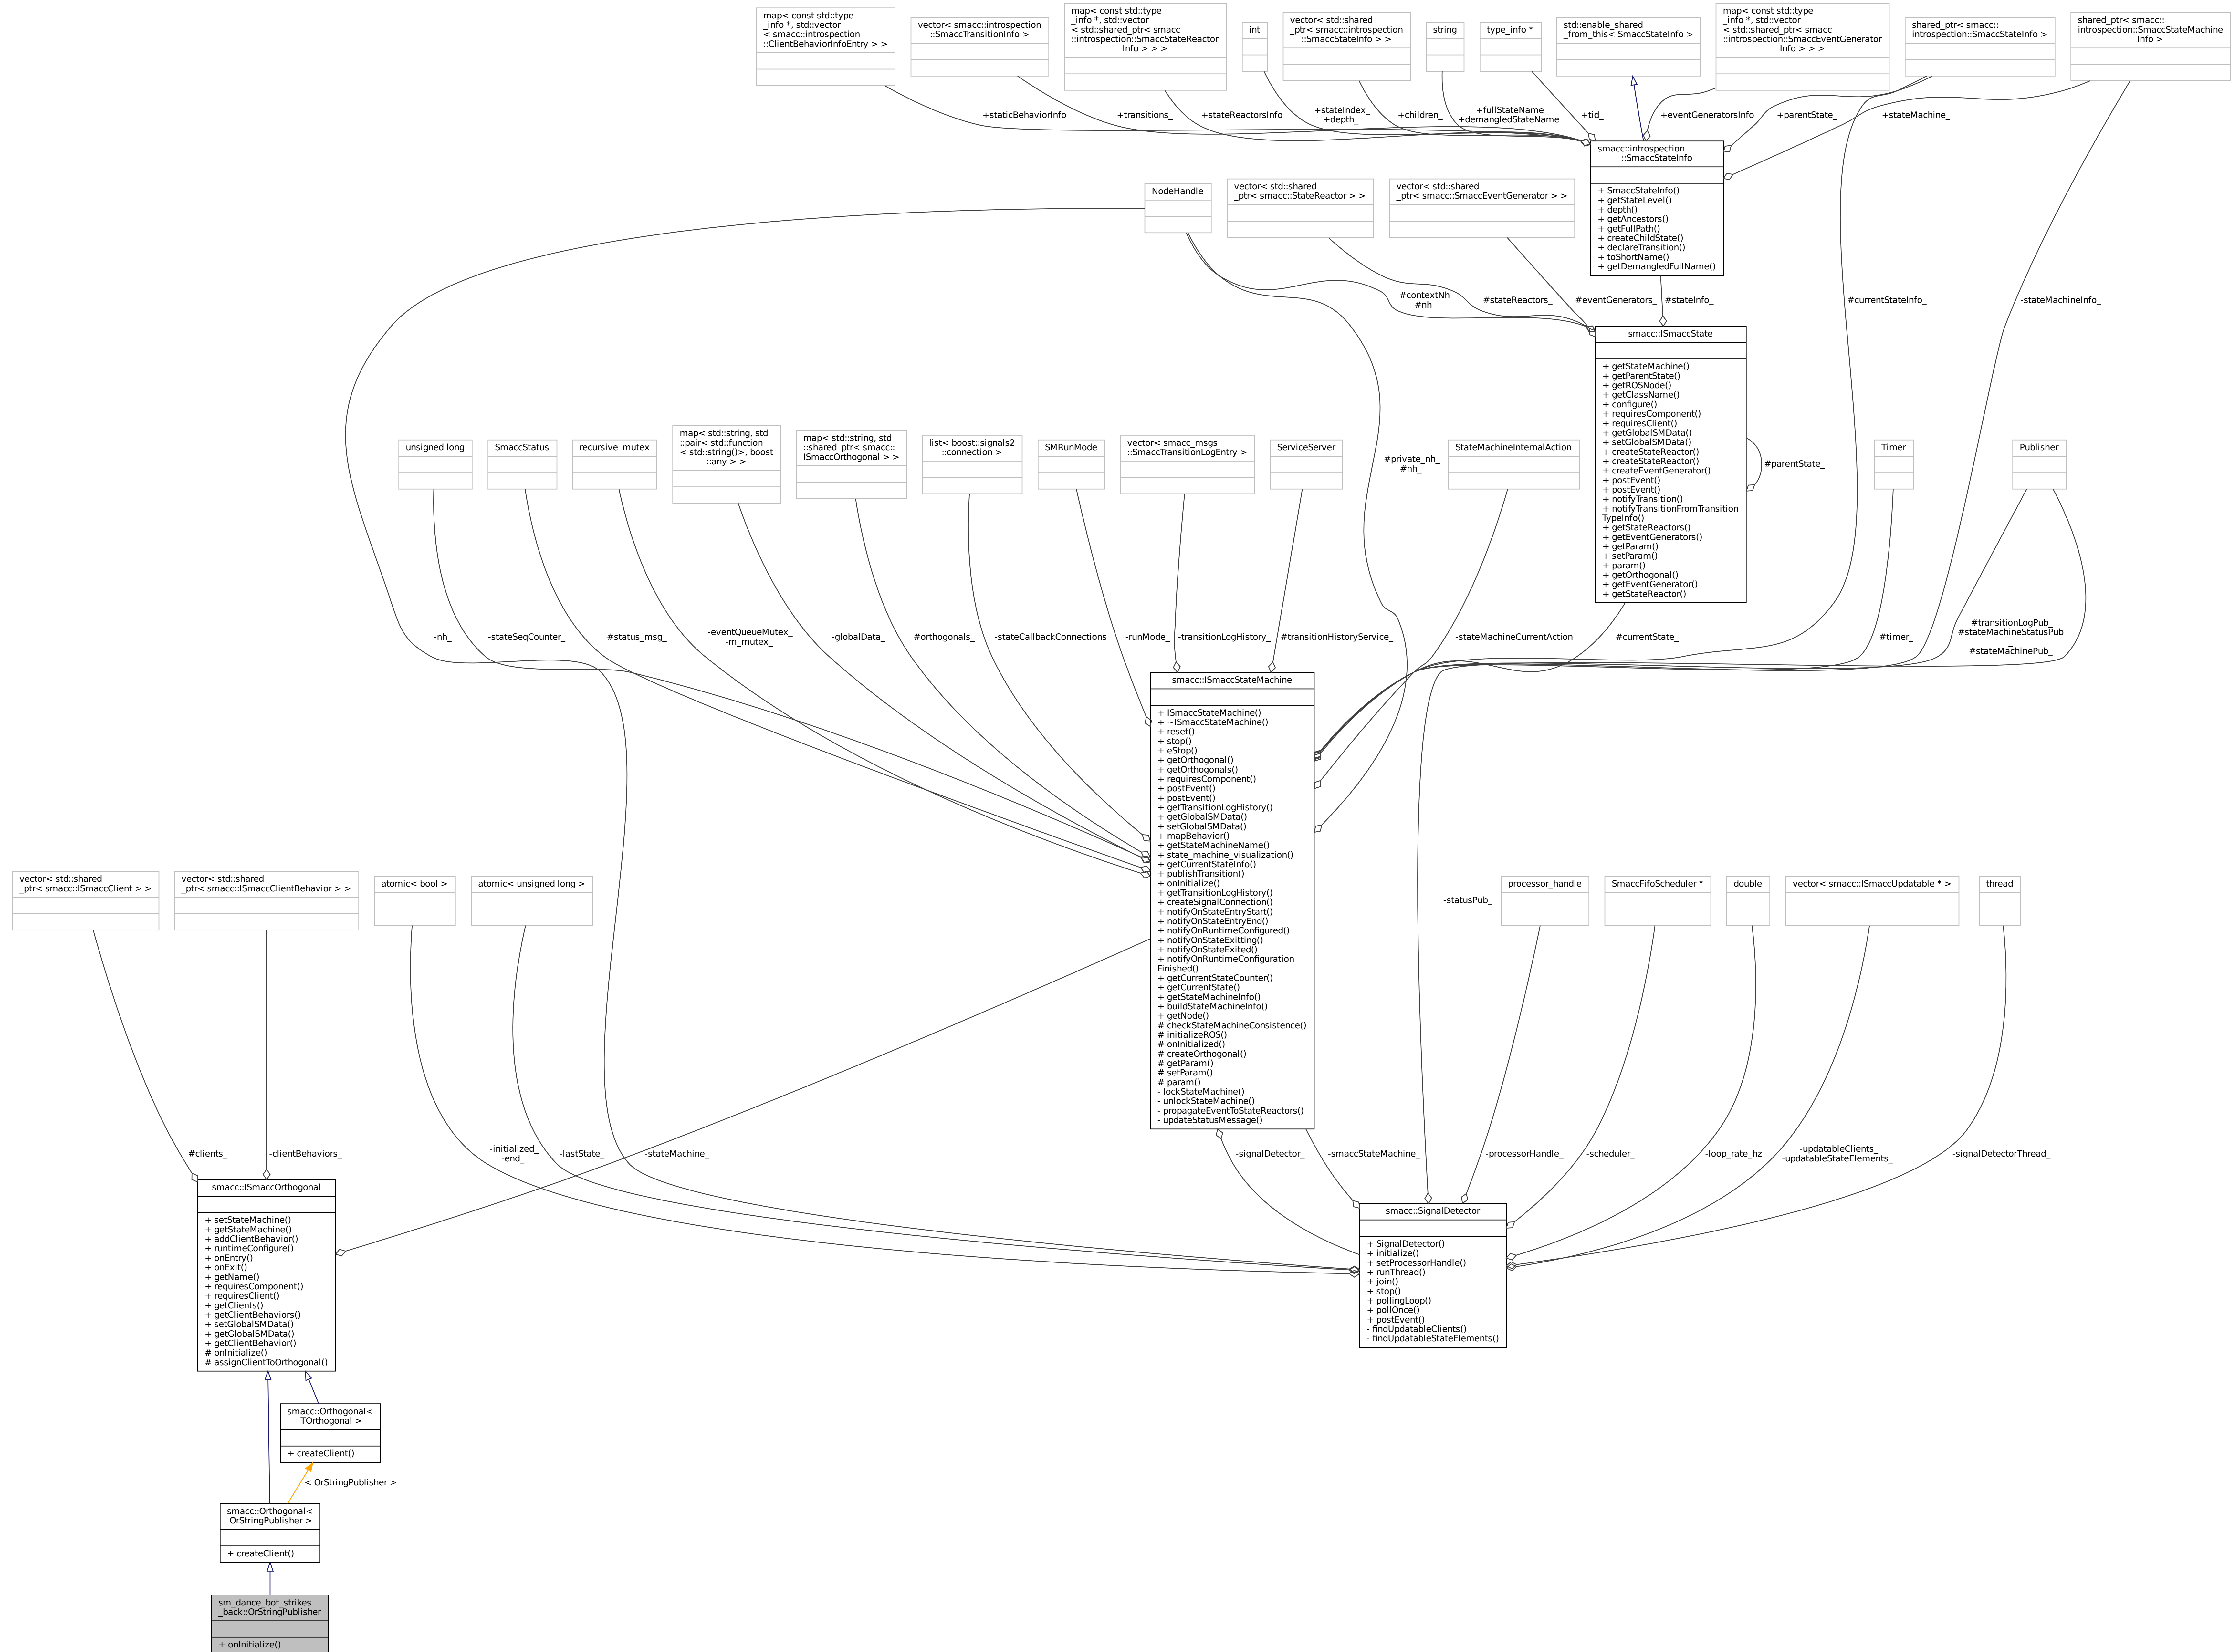 map< const std::type
_info *, std::vector
< smacc::introspection
::ClientBehaviorInfoEntry > >
vector< smacc::introspection
::SmaccTransitionInfo >
map< const std::type
_info *, std::vector
< std::shared_ptr< smacc
::introspection::SmaccStateReactor
Info > > >
int
vector< std::shared
_ptr< smacc::introspection
::SmaccStateInfo > >
string
type_info *
std::enable_shared
_from_this< SmaccStateInfo >
map< const std::type
_info *, std::vector
< std::shared_ptr< smacc
::introspection::SmaccEventGenerator
Info > > >
shared_ptr< smacc::
introspection::SmaccStateInfo >
shared_ptr< smacc::
introspection::SmaccStateMachine
Info >
+staticBehaviorInfo
+transitions_
+stateReactorsInfo
+stateIndex_
+depth_
+children_
+fullStateName
+demangledStateName
+tid_
+eventGeneratorsInfo
+parentState_
+stateMachine_
smacc::introspection
::SmaccStateInfo
+ SmaccStateInfo()
+ getStateLevel()
+ depth()
+ getAncestors()
+ getFullPath()
+ createChildState()
+ declareTransition()
+ toShortName()
+ getDemangledFullName()
NodeHandle
vector< std::shared
_ptr< smacc::StateReactor > >
vector< std::shared
_ptr< smacc::SmaccEventGenerator > >
#contextNh
#nh
#stateReactors_
#eventGenerators_
#stateInfo_
#currentStateInfo_
-stateMachineInfo_
smacc::ISmaccState
+ getStateMachine()
+ getParentState()
+ getROSNode()
+ getClassName()
+ configure()
+ requiresComponent()
+ requiresClient()
+ getGlobalSMData()
+ setGlobalSMData()
+ createStateReactor()
+ createStateReactor()
+ createEventGenerator()
+ postEvent()
+ postEvent()
+ notifyTransition()
+ notifyTransitionFromTransition
TypeInfo()
+ getStateReactors()
+ getEventGenerators()
+ getParam()
+ setParam()
+ param()
+ getOrthogonal()
+ getEventGenerator()
+ getStateReactor()
#parentState_
unsigned long
SmaccStatus
recursive_mutex
map< std::string, std
::pair< std::function
< std::string()>, boost
::any > >
map< std::string, std
::shared_ptr< smacc::
ISmaccOrthogonal > >
list< boost::signals2
::connection >
SMRunMode
vector< smacc_msgs
::SmaccTransitionLogEntry >
ServiceServer
#private_nh_
#nh_
StateMachineInternalAction
Timer
Publisher
-nh_
-stateSeqCounter_
#status_msg_
-eventQueueMutex_
-m_mutex_
-globalData_
#orthogonals_
-stateCallbackConnections
-runMode_
-transitionLogHistory_
#transitionHistoryService_
-stateMachineCurrentAction
#currentState_
#timer_
#transitionLogPub_
#stateMachineStatusPub
_
#stateMachinePub_
smacc::ISmaccStateMachine
+ ISmaccStateMachine()
+ ~ISmaccStateMachine()
+ reset()
+ stop()
+ eStop()
+ getOrthogonal()
+ getOrthogonals()
+ requiresComponent()
+ postEvent()
+ postEvent()
+ getTransitionLogHistory()
+ getGlobalSMData()
+ setGlobalSMData()
+ mapBehavior()
+ getStateMachineName()
+ state_machine_visualization()
+ getCurrentStateInfo()
+ publishTransition()
+ onInitialize()
+ getTransitionLogHistory()
+ createSignalConnection()
+ notifyOnStateEntryStart()
+ notifyOnStateEntryEnd()
+ notifyOnRuntimeConfigured()
+ notifyOnStateExitting()
+ notifyOnStateExited()
+ notifyOnRuntimeConfiguration
Finished()
+ getCurrentStateCounter()
+ getCurrentState()
+ getStateMachineInfo()
+ buildStateMachineInfo()
+ getNode()
# checkStateMachineConsistence()
# initializeROS()
# onInitialized()
# createOrthogonal()
# getParam()
# setParam()
# param()
- lockStateMachine()
- unlockStateMachine()
- propagateEventToStateReactors()
- updateStatusMessage()
vector< std::shared
_ptr< smacc::ISmaccClient > >
vector< std::shared
_ptr< smacc::ISmaccClientBehavior > >
atomic< bool >
atomic< unsigned long >
-statusPub_
processor_handle
SmaccFifoScheduler *
double
vector< smacc::ISmaccUpdatable * >
thread
#clients_
-clientBehaviors_
-initialized_
-end_
-lastState_
-stateMachine_
-signalDetector_
-smaccStateMachine_
-processorHandle_
-scheduler_
-loop_rate_hz
-updatableClients_
-updatableStateElements_
-signalDetectorThread_
smacc::ISmaccOrthogonal
+ setStateMachine()
+ getStateMachine()
+ addClientBehavior()
+ runtimeConfigure()
+ onEntry()
+ onExit()
+ getName()
+ requiresComponent()
+ requiresClient()
+ getClients()
+ getClientBehaviors()
+ setGlobalSMData()
+ getGlobalSMData()
+ getClientBehavior()
# onInitialize()
# assignClientToOrthogonal()
smacc::SignalDetector
+ SignalDetector()
+ initialize()
+ setProcessorHandle()
+ runThread()
+ join()
+ stop()
+ pollingLoop()
+ pollOnce()
+ postEvent()
- findUpdatableClients()
- findUpdatableStateElements()
smacc::Orthogonal<
TOrthogonal >
+ createClient()
< OrStringPublisher >
smacc::Orthogonal<
OrStringPublisher >
+ createClient()
sm_dance_bot_strikes
_back::OrStringPublisher
+ onInitialize()